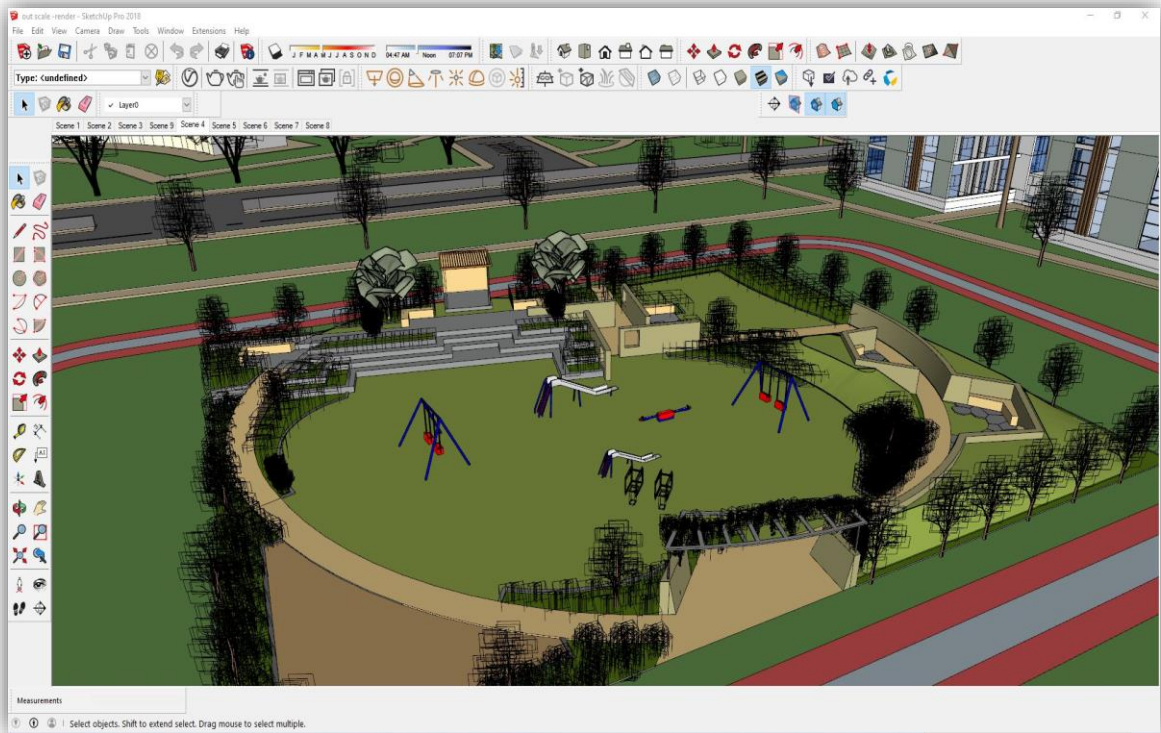 out scale -render - SketchUp Pro 2018
File Edit View Camera Draw Tools Window Extensions Help
J F M A M J J A S O N D 04:47 AM Noon 07:07 PM
Type: <undefined>
✓ Layer0
Scene 1 Scene 2 Scene 3 Scene 9 Scene 4 Scene 5 Scene 6 Scene 7 Scene 8
Measurements
Select objects. Shift to extend select. Drag mouse to select multiple.